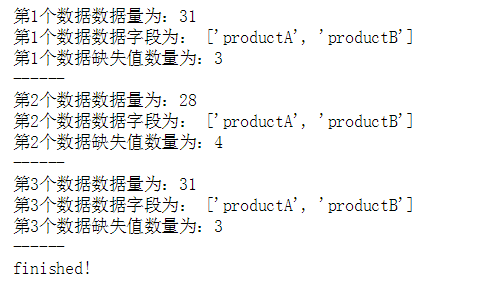 第1个数据数据量为：31
第1个数据数据字段为： ['productA', 'productB']
第1个数据缺失值数量为：3
------
第2个数据数据量为：28
第2个数据数据字段为： ['productA', 'productB']
第2个数据缺失值数量为：4
------
第3个数据数据量为：31
第3个数据数据字段为： ['productA', 'productB']
第3个数据缺失值数量为：3
------
finished!